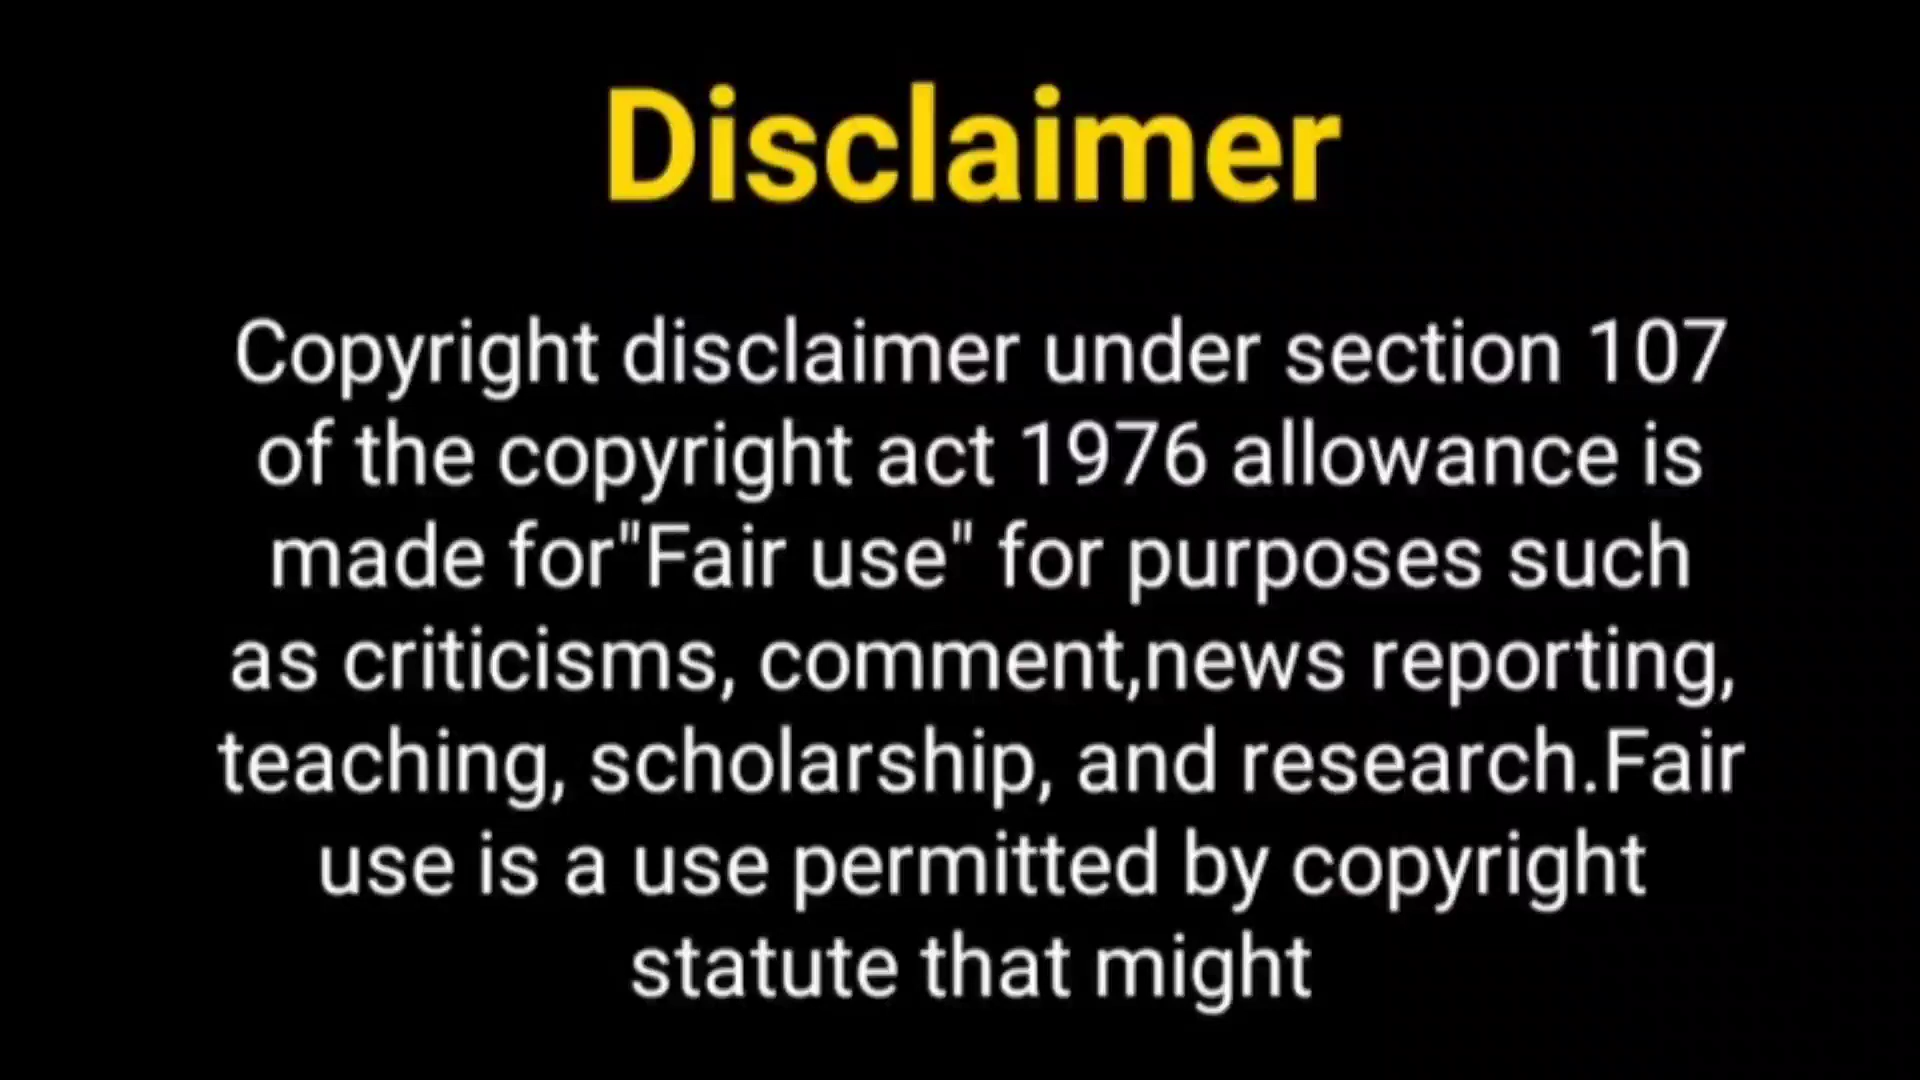 Disclaimer
Copyright disclaimer under section 107
of the copyright act 1976 allowance is
made for"Fair use" for purposes such
as criticisms, comment,news reporting,
teaching, scholarship, and research.Fair
use is a use permitted by copyright
statute that might